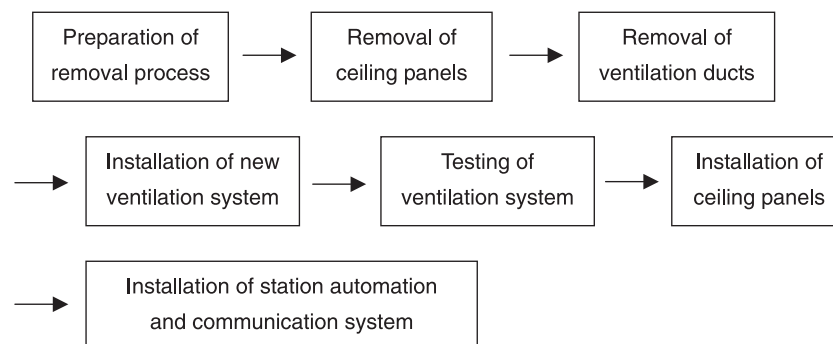 Preparation of
removal process
Removal of
ceiling panels
Removal of
ventilation ducts
Installation of new
ventilation system
Testing of
ventilation system
Installation of
ceiling panels
Installation of station automation
and communication system